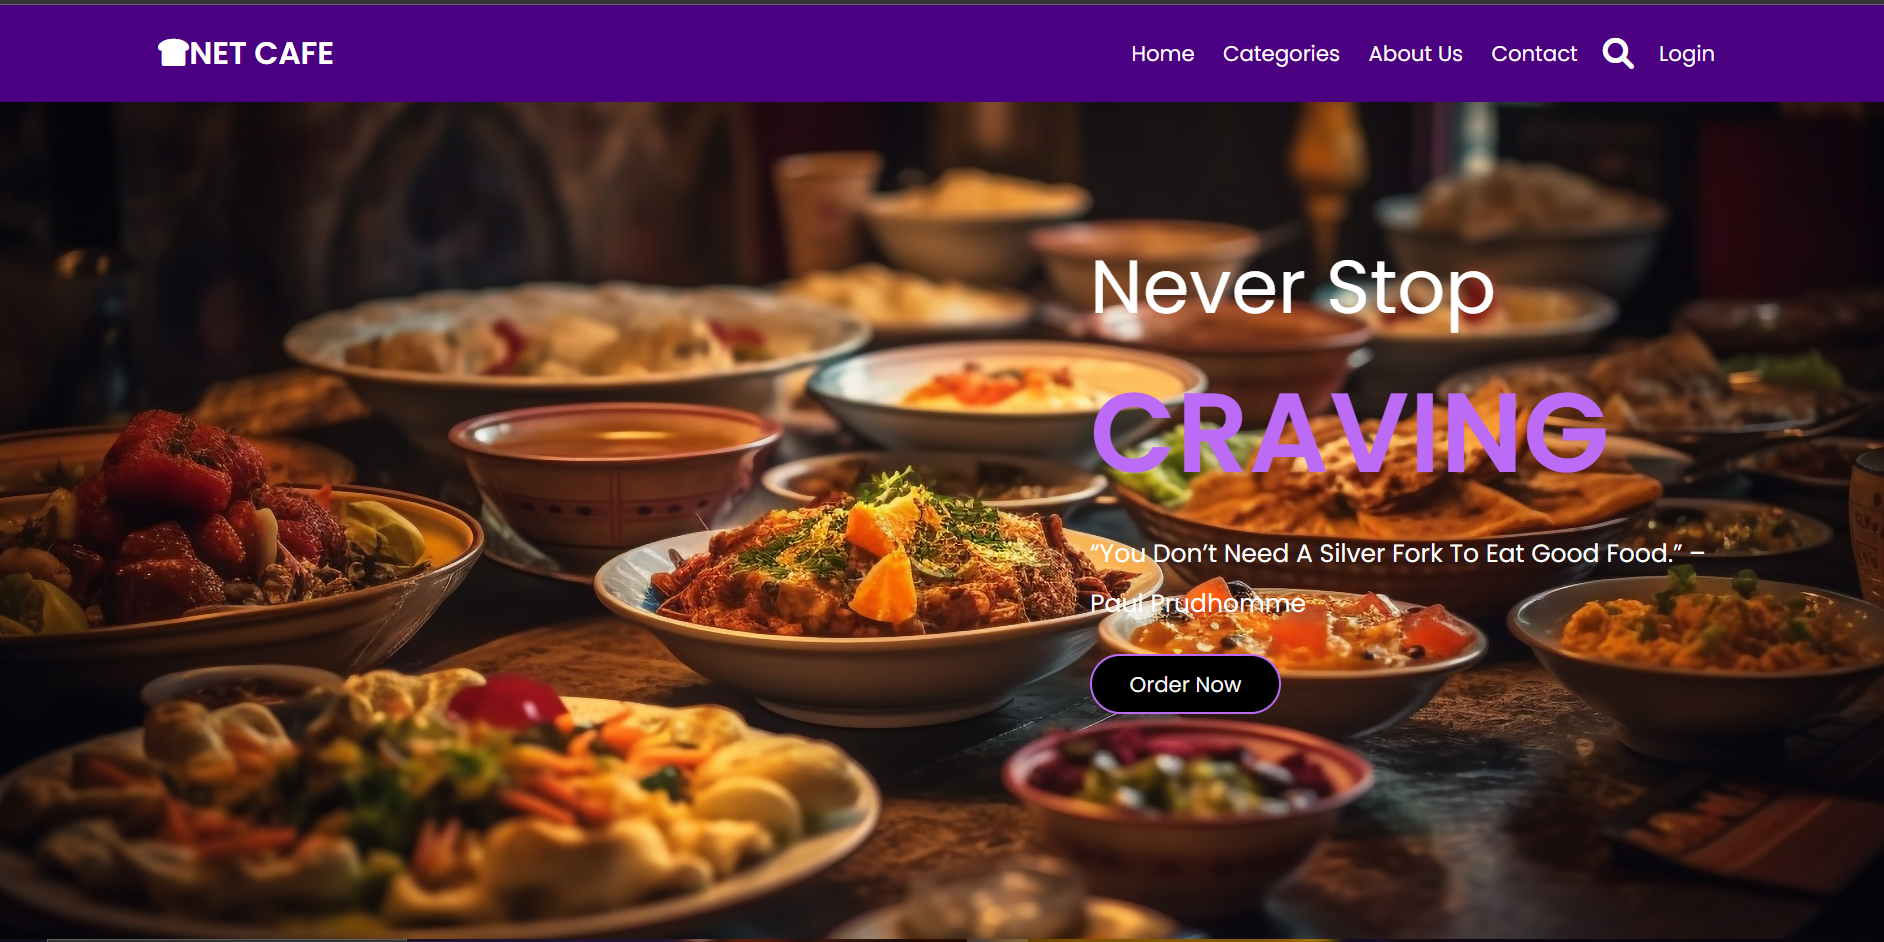 NET CAFE
Home Categories About Us Contact Login
Never Stop
CRAVING
“You Don’t Need A Silver Fork To Eat Good Food.” –
Paul Prudhomme
Order Now